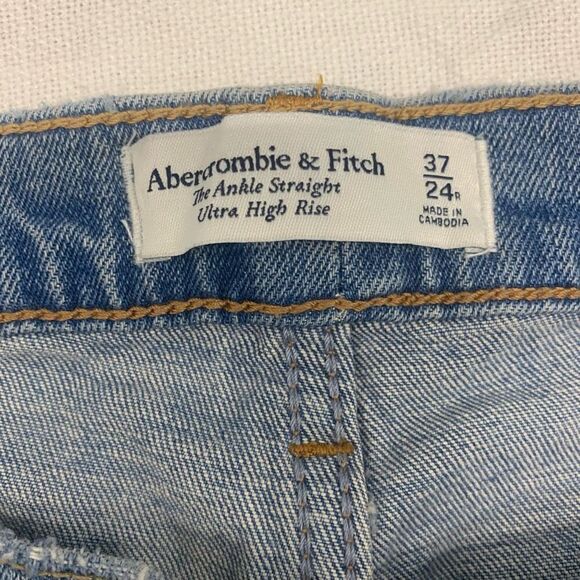 Abercrombie & Fitch
The Ankle Straight
Ultra High Rise
37
24R
MADE IN
CAMBODIA